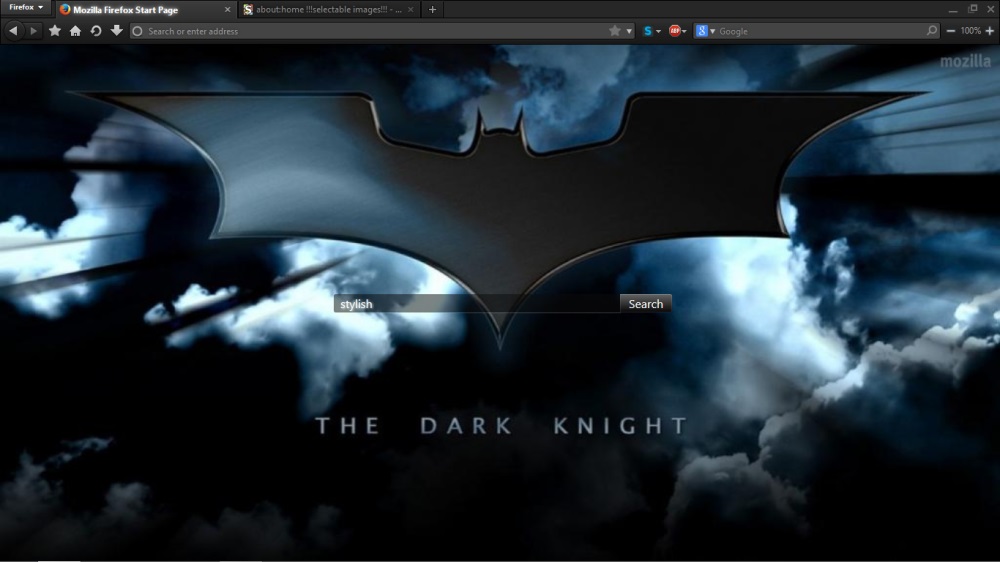 Firefox
Mozilla Firefox Start Page
about:home !!!selectable images!!! - ...
Search or enter address
S
ABP
8
Google
100%
mozilla
stylish
Search
THE DARK KNIGHT